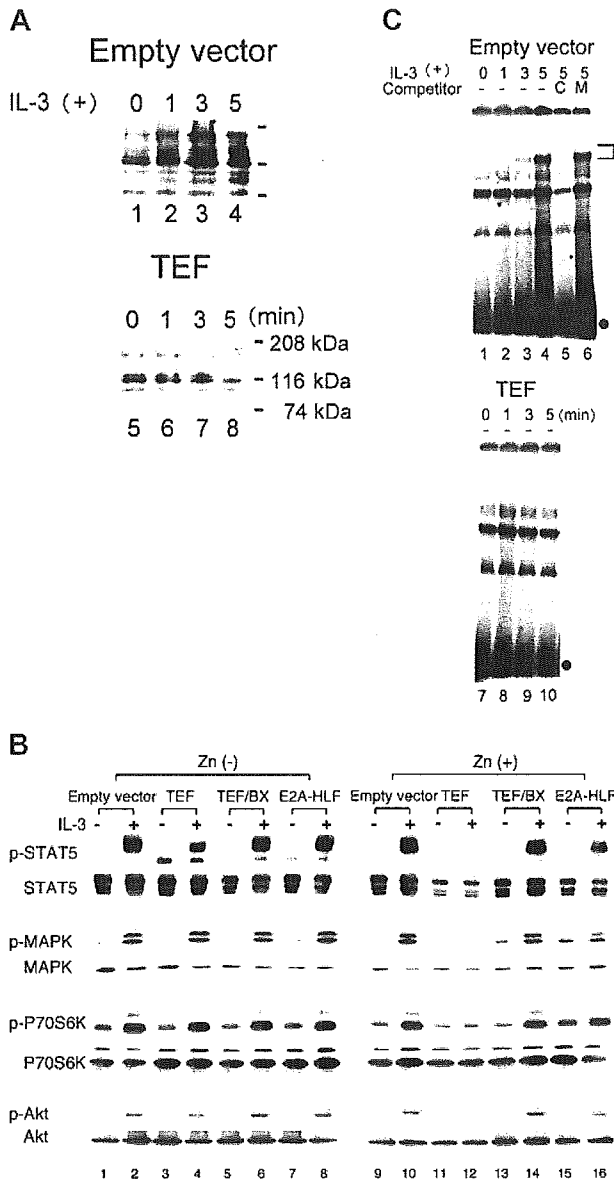 A
Empty vector
IL-3 (+) 0 1 3 5
1 2 3 4
TEF
0 1 3 5 (min)
- 208 kDa
- 116 kDa
- 74 kDa
5 6 7 8
C
Empty vector
IL-3 (+) 0 1 3 5 5 5
Competitor - - - - C M
1 2 3 4 5 6
TEF
0 1 3 5 (min)
- - - -
7 8 9 10
B
Zn (-) Zn (+)
Empty vector TEF TEF/BX E2A-HLF Empty vector TEF TEF/BX E2A-HLF
IL-3 - + - + - + - + - + - + - + - +
p-STAT5
STAT5
p-MAPK
MAPK
p-P70S6K
P70S6K
p-Akt
Akt
1 2 3 4 5 6 7 8 9 10 11 12 13 14 15 16